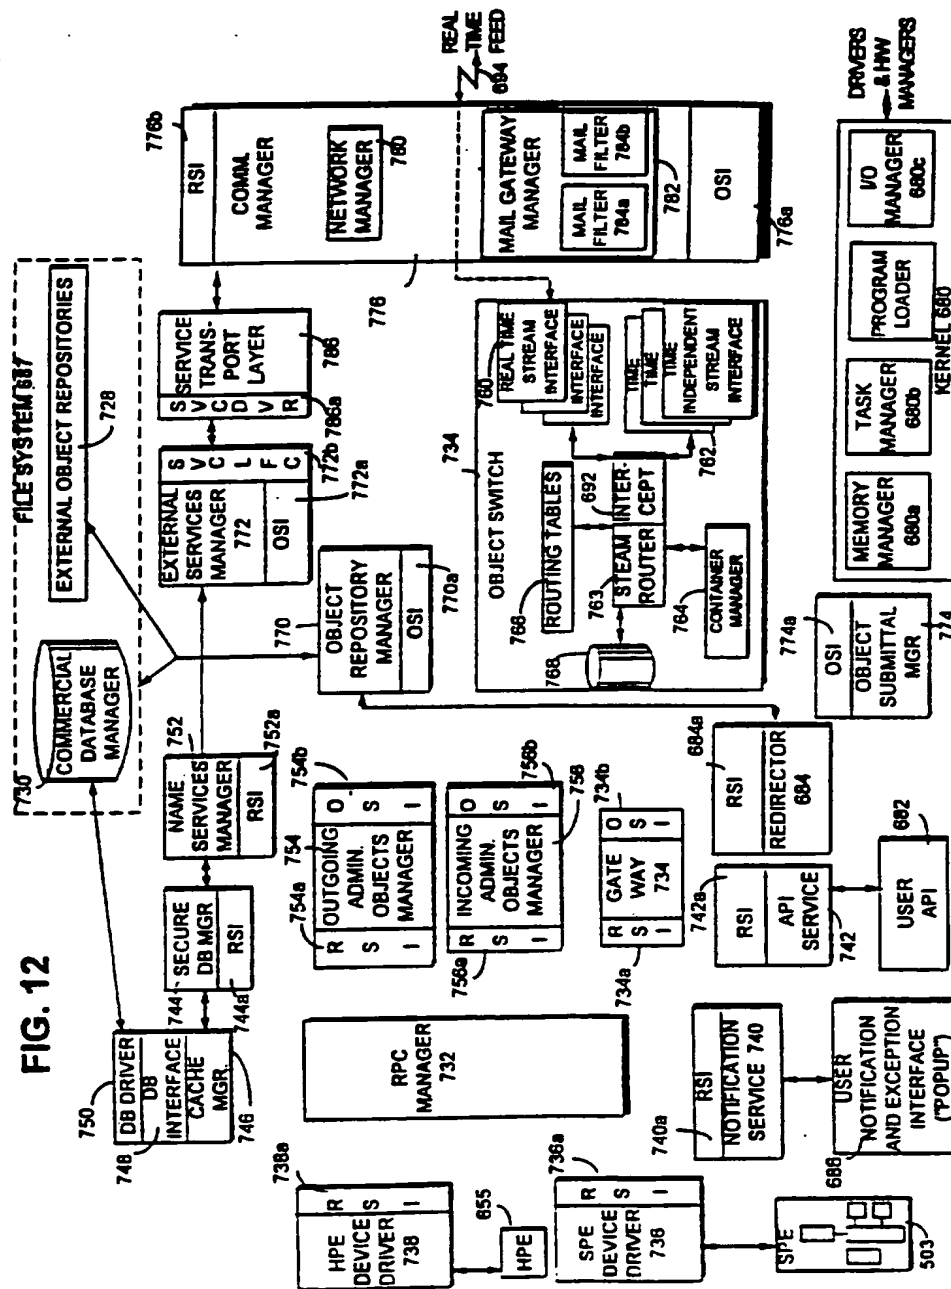 FIG. 12
FILE SYSTEM 687
730
COMMERCIAL
DATABASE
MANAGER
EXTERNAL OBJECT REPOSITORIES
728
750
DB DRIVER
DB
INTERFACE
748
CACHE
MGR.
746
744
SECURE
DB MGR
RSI
744a
752
NAME
SERVICES
MANAGER
RSI
752a
EXTERNAL
SERVICES
MANAGER
772
OSI
772a
S
V
C
L
F
C
772b
S
V
C
D
V
R
786a
SERVICE
TRANS-
PORT
LAYER
786
776b
RSI
COMM.
MANAGER
NETWORK
MANAGER
780
776
MAIL GATEWAY
MANAGER
MAIL
FILTER
784a
MAIL
FILTER
784b
782
OSI
776a
REAL
TIME
FEED
694
738a
HPE
DEVICE
DRIVER
738
R
S
I
655
HPE
RPC
MANAGER
732
754a
R
S
I
754
OUTGOING
ADMIN.
OBJECTS
MANAGER
O
S
I
754b
756a
R
S
I
INCOMING
ADMIN.
OBJECTS
MANAGER
756
O
S
I
756b
770
OBJECT
REPOSITORY
MANAGER
OSI
770a
734
OBJECT SWITCH
768
766
ROUTING TABLES
763
STEAM
ROUTER
692
INTER-
CEPT
764
CONTAINER
MANAGER
760
REAL TIME
STREAM
INTERFACE
INTERFACE
INTERFACE
TIME
TIME
TIME
INDEPENDENT
STREAM
INTERFACE
762
736a
SPE
DEVICE
DRIVER
736
R
S
I
SPE
503
740a
RSI
NOTIFICATION
SERVICE 740
688
USER
NOTIFICATION
AND EXCEPTION
INTERFACE
("POPUP")
734a
R
S
I
GATE
WAY
734
O
S
I
734b
742a
RSI
API
SERVICE
742
USER
API
682
684a
RSI
REDIRECTOR
684
774a
OSI
OBJECT
SUBMITTAL
MGR
774
MEMORY
MANAGER
680a
TASK
MANAGER
680b
PROGRAM
LOADER
I/O
MANAGER
680c
KERNEL 680
DRIVERS
& HW
MANAGERS